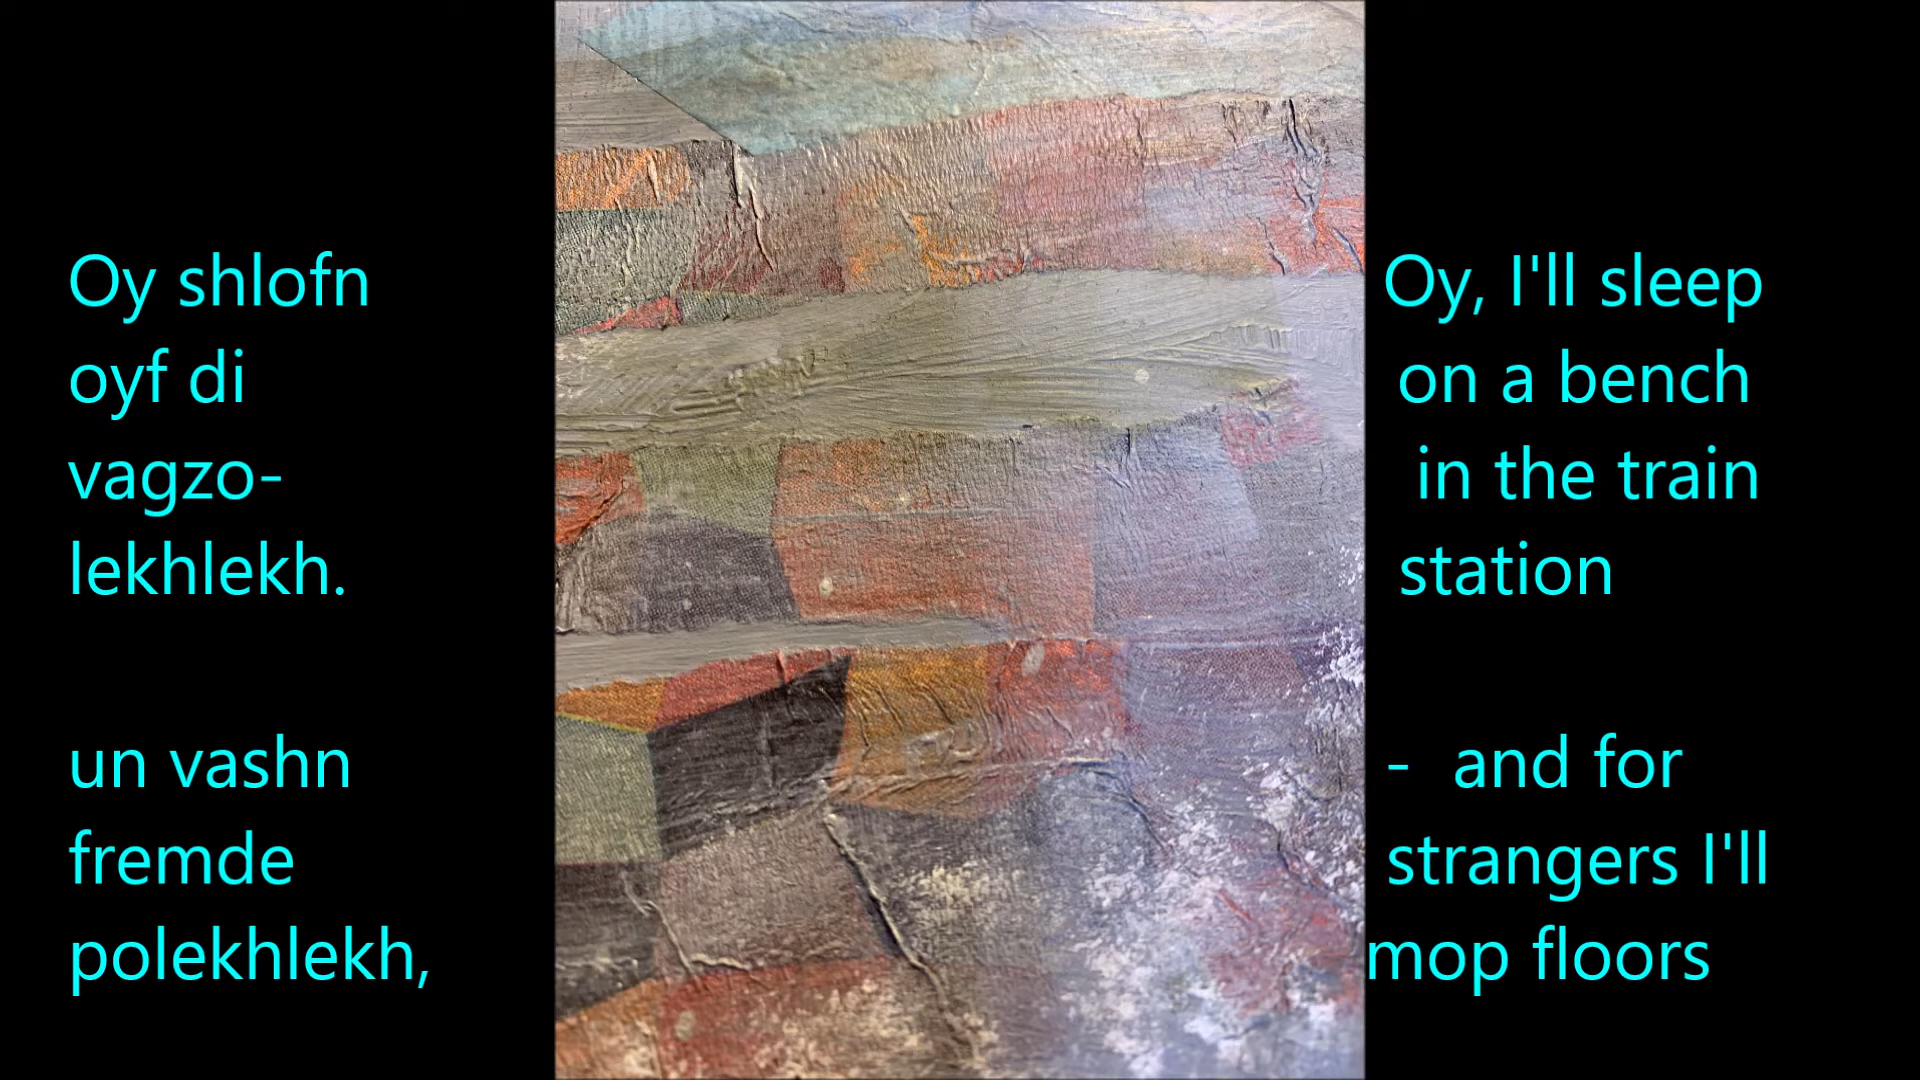 Oy shlofn
oyf di
vagzo-
lekhlekh.
un vashn
fremde
polekhlekh,
Oy, I'll sleep
on a bench
in the train
station
- and for
strangers I'll
mop floors